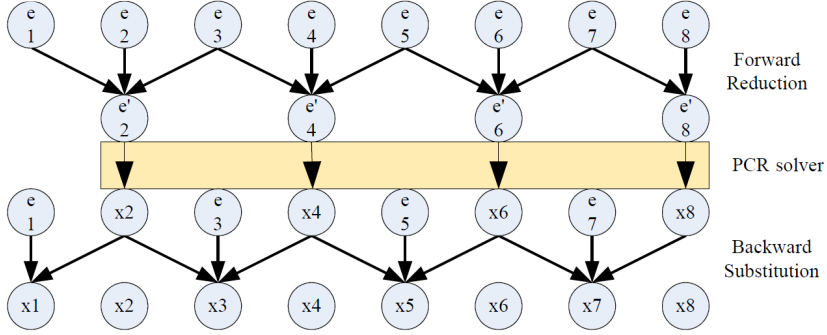 e e e e e e e e
1 2 3 4 5 6 7 8
Forward
Reduction
e' e' e' e'
2 4 6 8
PCR solver
e x2 e x4 e x6 e x8
1 3 5 7
Backward
Substitution
x1 x2 x3 x4 x5 x6 x7 x8